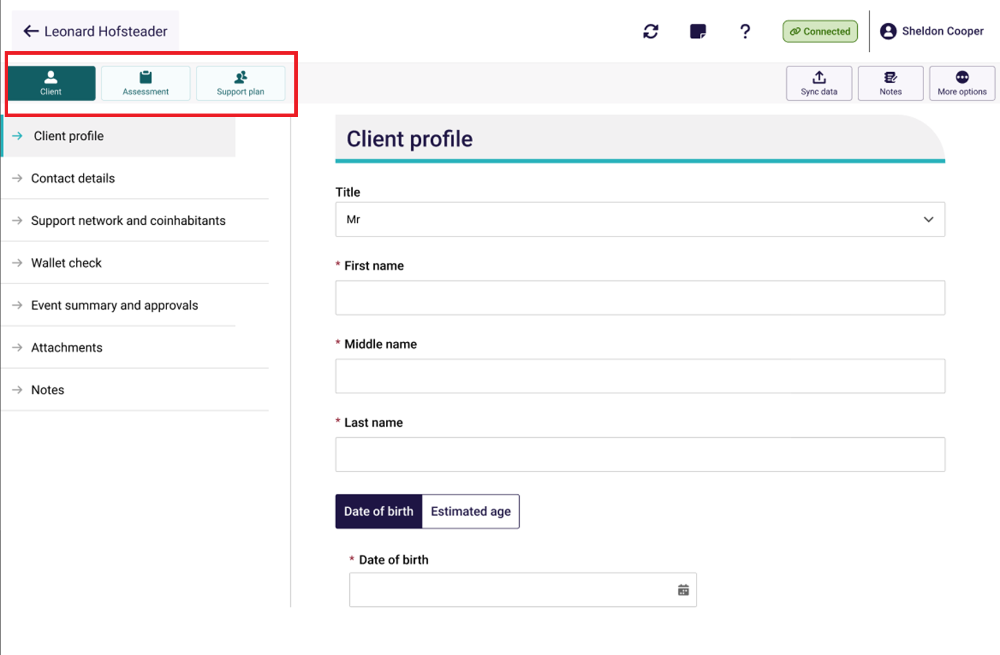 Leonard Hofsteader
Connected
Sheldon Cooper
Client
Assessment
Support plan
Sync data
Notes
More options
Client profile
Contact details
Support network and coinhabitants
Wallet check
Event summary and approvals
Attachments
Notes
Client profile
Title
Mr
* First name
* Middle name
* Last name
Date of birth
Estimated age
* Date of birth